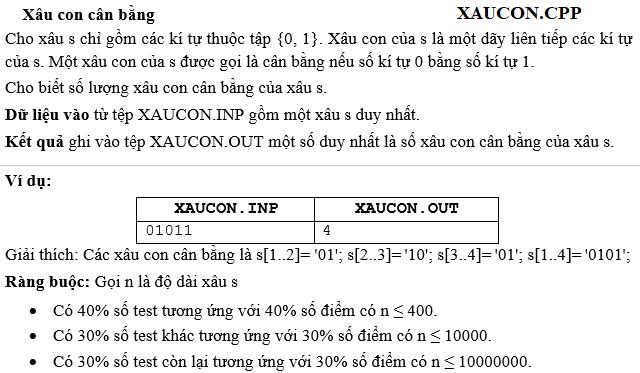 Xâu con cân bằng XAUCON.CPP
Cho xâu s chỉ gồm các kí tự thuộc tập {0, 1}. Xâu con của s là một dãy liên tiếp các kí tự
của s. Một xâu con của s được gọi là cân bằng nếu số kí tự 0 bằng số kí tự 1.
Cho biết số lượng xâu con cân bằng của xâu s.
Dữ liệu vào từ tệp XAUCON.INP gồm một xâu s duy nhất.
Kết quả ghi vào tệp XAUCON.OUT một số duy nhất là số xâu con cân bằng của xâu s.
Ví dụ:
XAUCON.INP XAUCON.OUT
01011 4
Giải thích: Các xâu con cân bằng là s[1..2]= '01'; s[2..3]= '10'; s[3..4]= '01'; s[1..4]= '0101';
Ràng buộc: Gọi n là độ dài xâu s
• Có 40% số test tương ứng với 40% số điểm có n ≤ 400.
• Có 30% số test khác tương ứng với 30% số điểm có n ≤ 10000.
• Có 30% số test còn lại tương ứng với 30% số điểm có n ≤ 10000000.